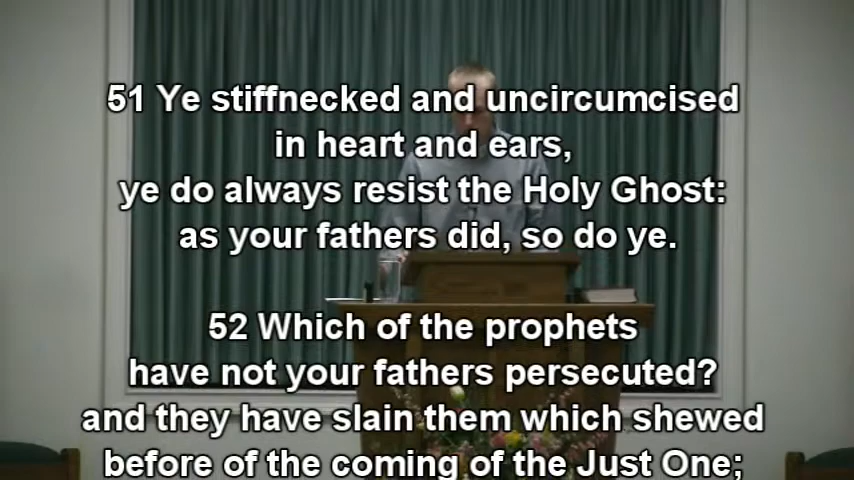 51 Ye stiffnecked and uncircumcised
in heart and ears,
ye do always resist the Holy Ghost:
as your fathers did, so do ye.
52 Which of the prophets
have not your fathers persecuted?
and they have slain them which shewed
before of the coming of the Just One;